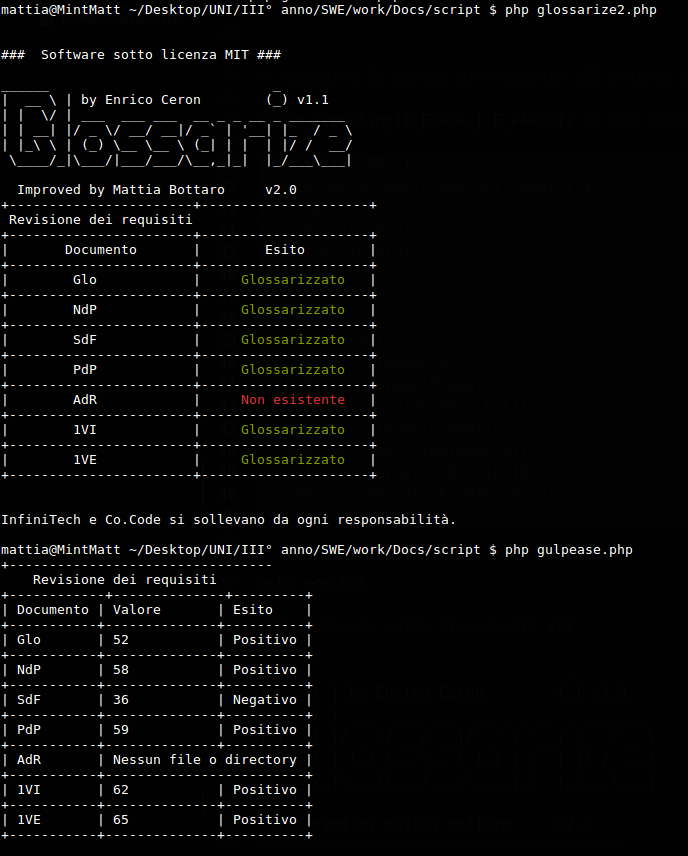 mattia@MintMatt ~/Desktop/UNI/III° anno/SWE/work/Docs/script $ php glossarize2.php
### Software sotto licenza MIT ###
Glossarize
by Enrico Ceron v1.1
Improved by Mattia Bottaro v2.0
Revisione dei requisiti
Documento Esito
Glo Glossarizzato
NdP Glossarizzato
SdF Glossarizzato
PdP Glossarizzato
AdR Non esistente
1VI Glossarizzato
1VE Glossarizzato
InfiniTech e Co.Code si sollevano da ogni responsabilità.
mattia@MintMatt ~/Desktop/UNI/III° anno/SWE/work/Docs/script $ php gulpease.php
Revisione dei requisiti
Documento Valore Esito
Glo 52 Positivo
NdP 58 Positivo
SdF 36 Negativo
PdP 59 Positivo
AdR Nessun file o directory
1VI 62 Positivo
1VE 65 Positivo